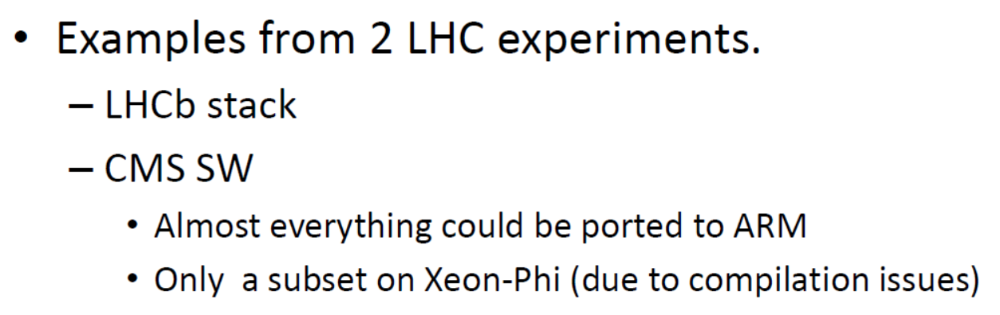 • Examples from 2 LHC experiments.
– LHCb stack
– CMS SW
• Almost everything could be ported to ARM
• Only a subset on Xeon-Phi (due to compilation issues)